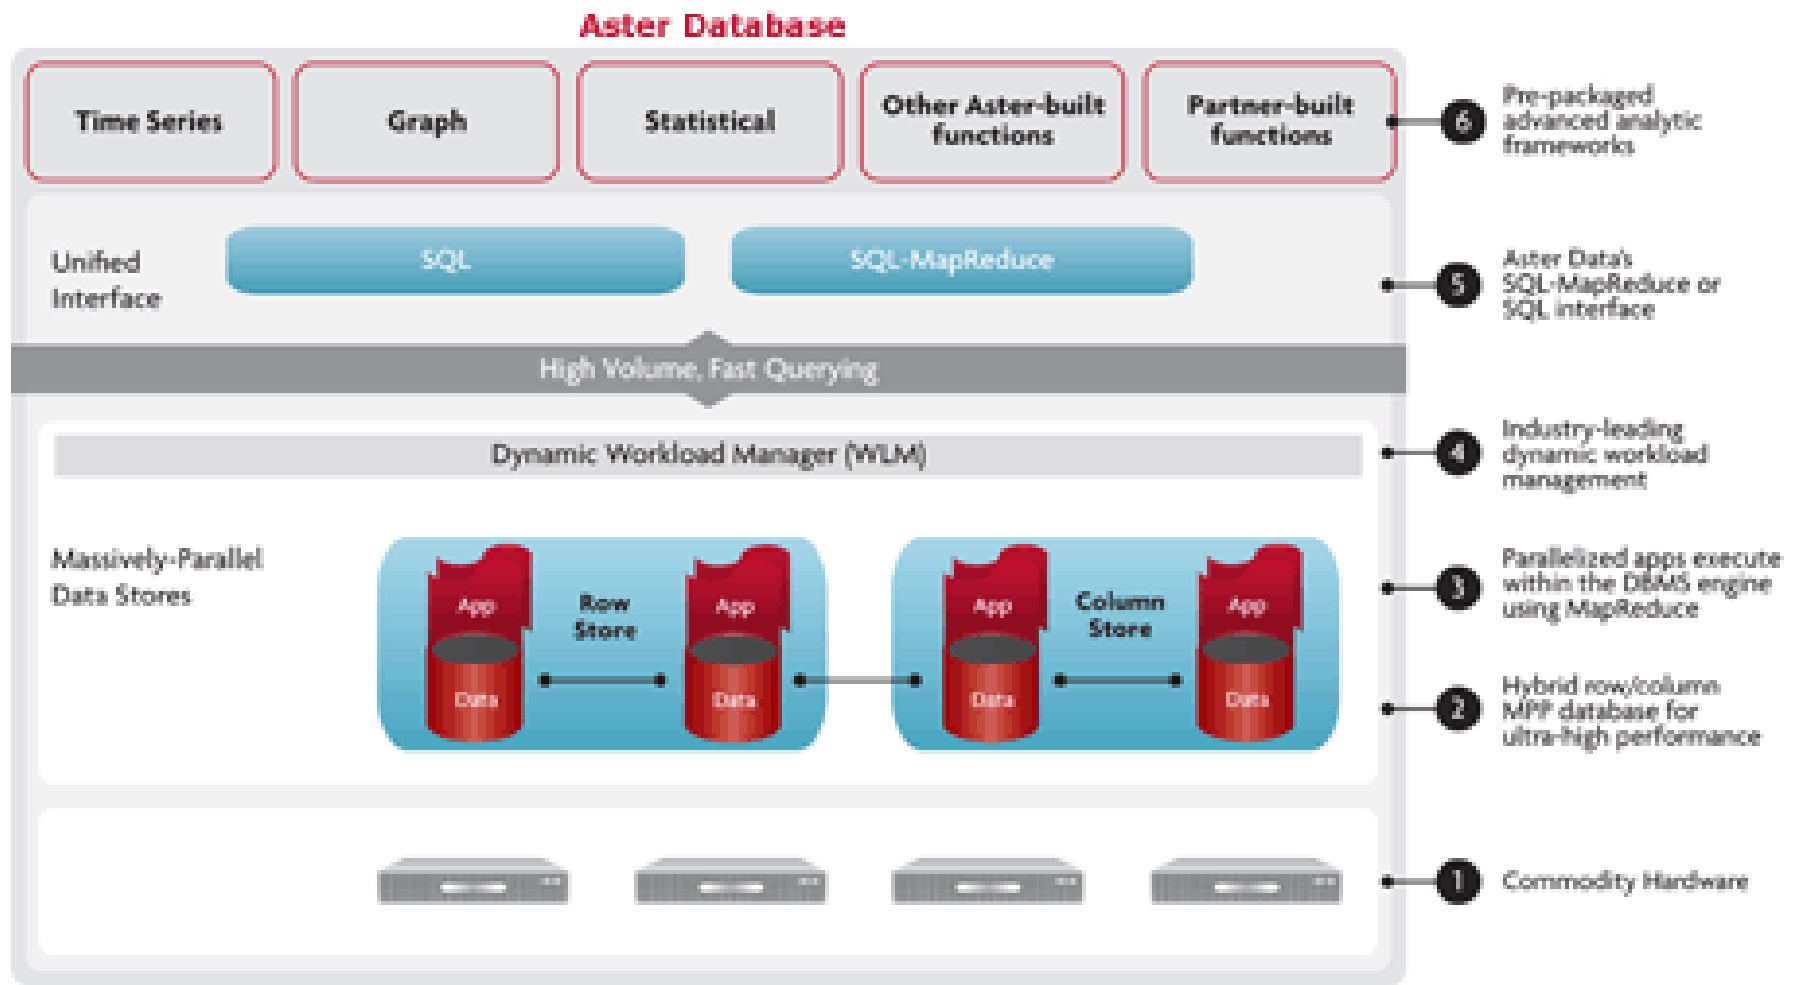 Aster Database
Time Series
Graph
Statistical
Other Aster-built
functions
Partner-built
functions
6
Pre-packaged
advanced analytic
frameworks
Unified
Interface
SQL
SQL-MapReduce
5
Aster Data's
SQL-MapReduce or
SQL interface
High Volume, Fast Querying
Dynamic Workload Manager (WLM)
4
Industry-leading
dynamic workload
management
Massively-Parallel
Data Stores
App
Data
Row
Store
App
Data
App
Data
Column
Store
App
Data
3
Parallelized apps execute
within the DBMS engine
using MapReduce
2
Hybrid row/column
MPP database for
ultra-high performance
1
Commodity Hardware